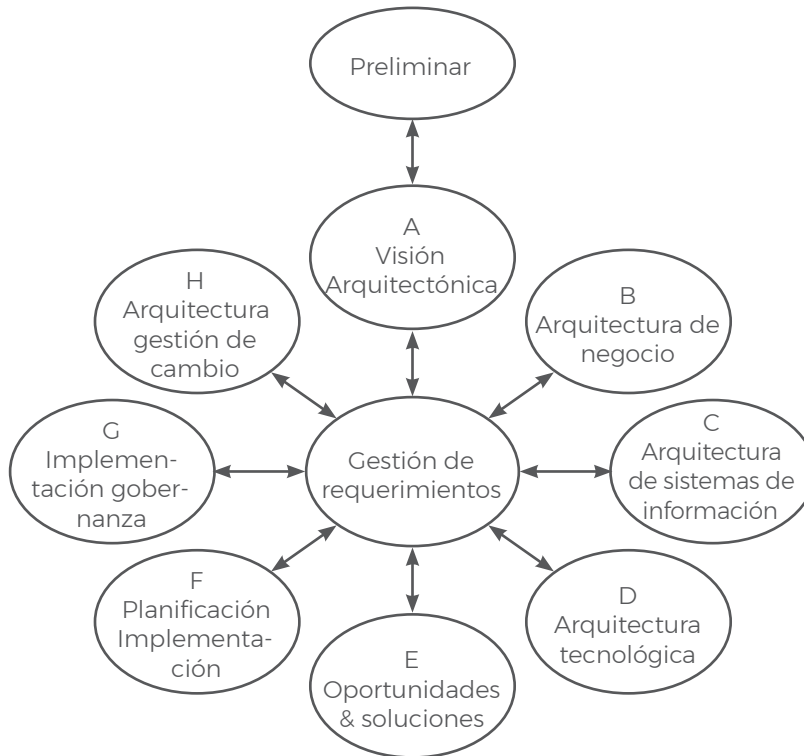 Preliminar
A
Visión
Arquitectónica
B
Arquitectura de
negocio
C
Arquitectura
de sistemas de
información
D
Arquitectura
tecnológica
E
Oportunidades
& soluciones
F
Planificación
Implementa-
ción
G
Implemen-
tación gober-
nanza
H
Arquitectura
gestión de
cambio
Gestión de
requerimientos